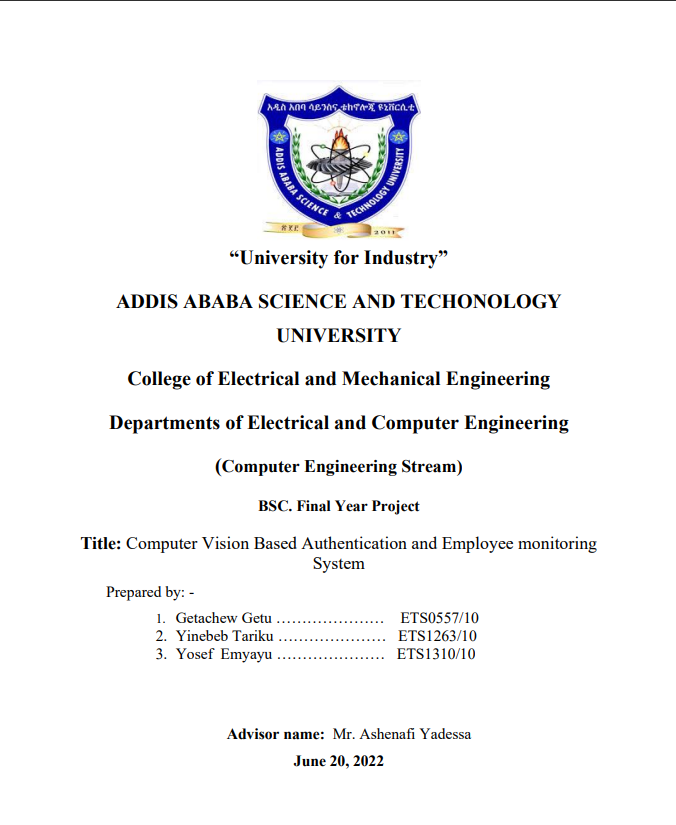 አዲስ አበባ ሳይንስና ቴክኖሎጂ ዩኒቨርሲቲ
ADDIS ABABA SCIENCE & TECHNOLOGY UNIVERSITY
2011
“University for Industry”
ADDIS ABABA SCIENCE AND TECHONOLOGY
UNIVERSITY
College of Electrical and Mechanical Engineering
Departments of Electrical and Computer Engineering
(Computer Engineering Stream)
BSC. Final Year Project
Title: Computer Vision Based Authentication and Employee monitoring
System
Prepared by: -
1. Getachew Getu ………………… ETS0557/10
2. Yinebeb Tariku ………………… ETS1263/10
3. Yosef Emyayu ………………… ETS1310/10
Advisor name: Mr. Ashenafi Yadessa
June 20, 2022